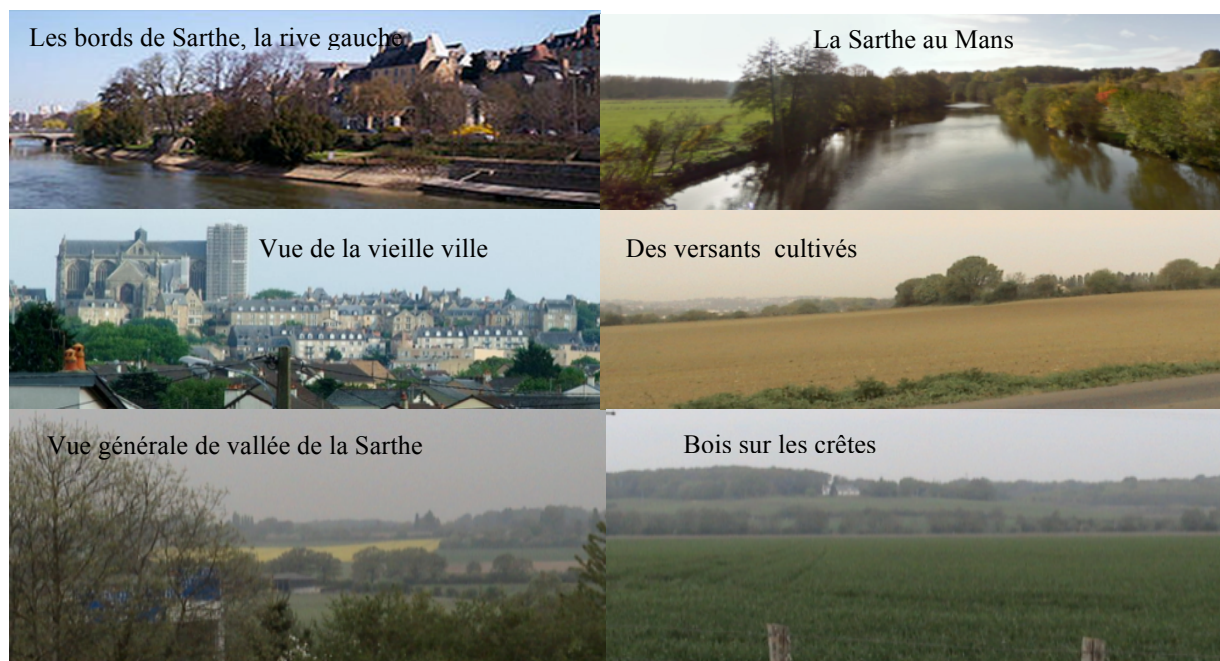 Les bords de Sarthe, la rive gauche
La Sarthe au Mans
Vue de la vieille ville
Des versants cultivés
Vue générale de vallée de la Sarthe
Bois sur les crêtes